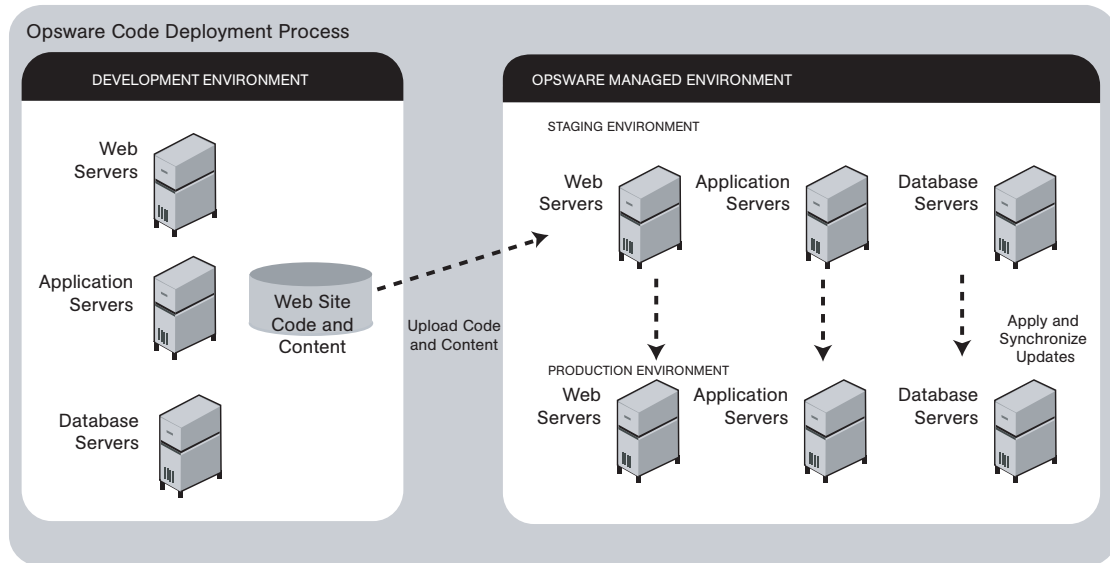 Opsware Code Deployment Process
DEVELOPMENT ENVIRONMENT
Web
Servers
Application
Servers
Web Site
Code and
Content
Database
Servers
Upload Code
and Content
OPSWARE MANAGED ENVIRONMENT
STAGING ENVIRONMENT
Web
Servers
Application
Servers
Database
Servers
Apply and
Synchronize
Updates
PRODUCTION ENVIRONMENT
Web
Servers
Application
Servers
Database
Servers